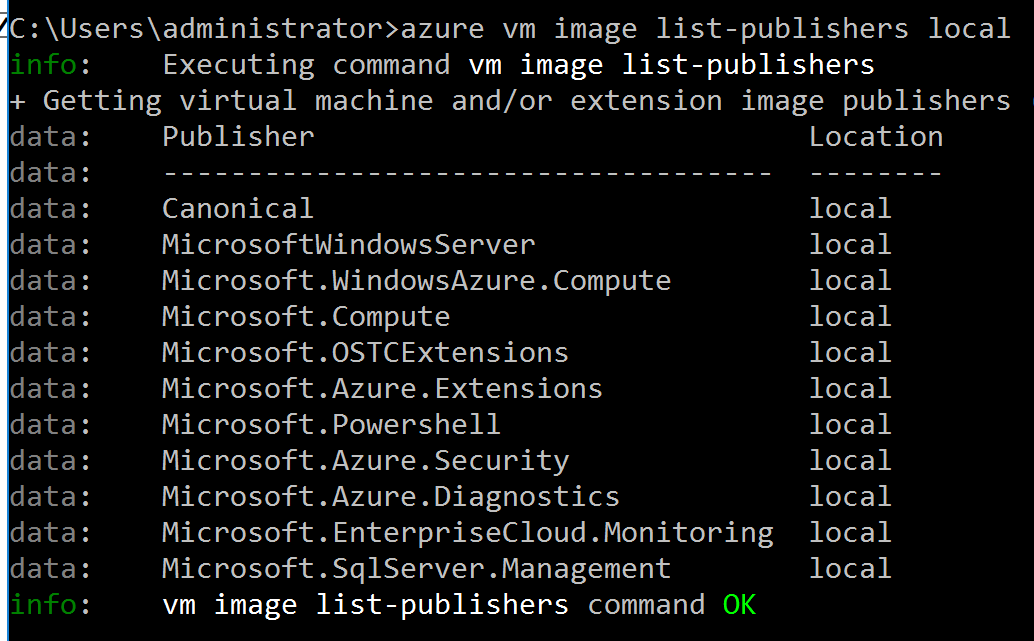 C:\Users\administrator>azure vm image list-publishers local
info:    Executing command vm image list-publishers
+ Getting virtual machine and/or extension image publishers
data:    Publisher                             Location
data:    ------------------------------------  --------
data:    Canonical                             local
data:    MicrosoftWindowsServer                local
data:    Microsoft.WindowsAzure.Compute        local
data:    Microsoft.Compute                     local
data:    Microsoft.OSTCExtensions              local
data:    Microsoft.Azure.Extensions            local
data:    Microsoft.Powershell                  local
data:    Microsoft.Azure.Security              local
data:    Microsoft.Azure.Diagnostics           local
data:    Microsoft.EnterpriseCloud.Monitoring  local
data:    Microsoft.SqlServer.Management        local
info:    vm image list-publishers command OK